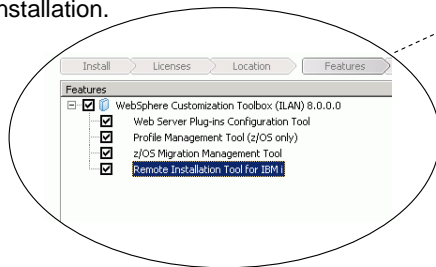 nstallation.
Install Licenses Location Features
Features
WebSphere Customization Toolbox (ILAN) 8.0.0.0
Web Server Plug-ins Configuration Tool
Profile Management Tool (z/OS only)
z/OS Migration Management Tool
Remote Installation Tool for IBM i